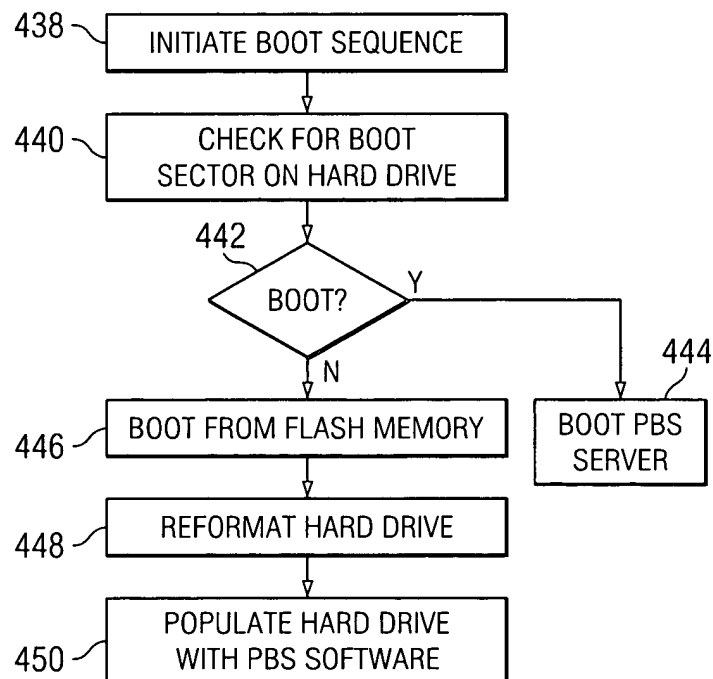 438
INITIATE BOOT SEQUENCE
440
CHECK FOR BOOT
SECTOR ON HARD DRIVE
442
BOOT?
Y
N
444
BOOT PBS
SERVER
446
BOOT FROM FLASH MEMORY
448
REFORMAT HARD DRIVE
450
POPULATE HARD DRIVE
WITH PBS SOFTWARE